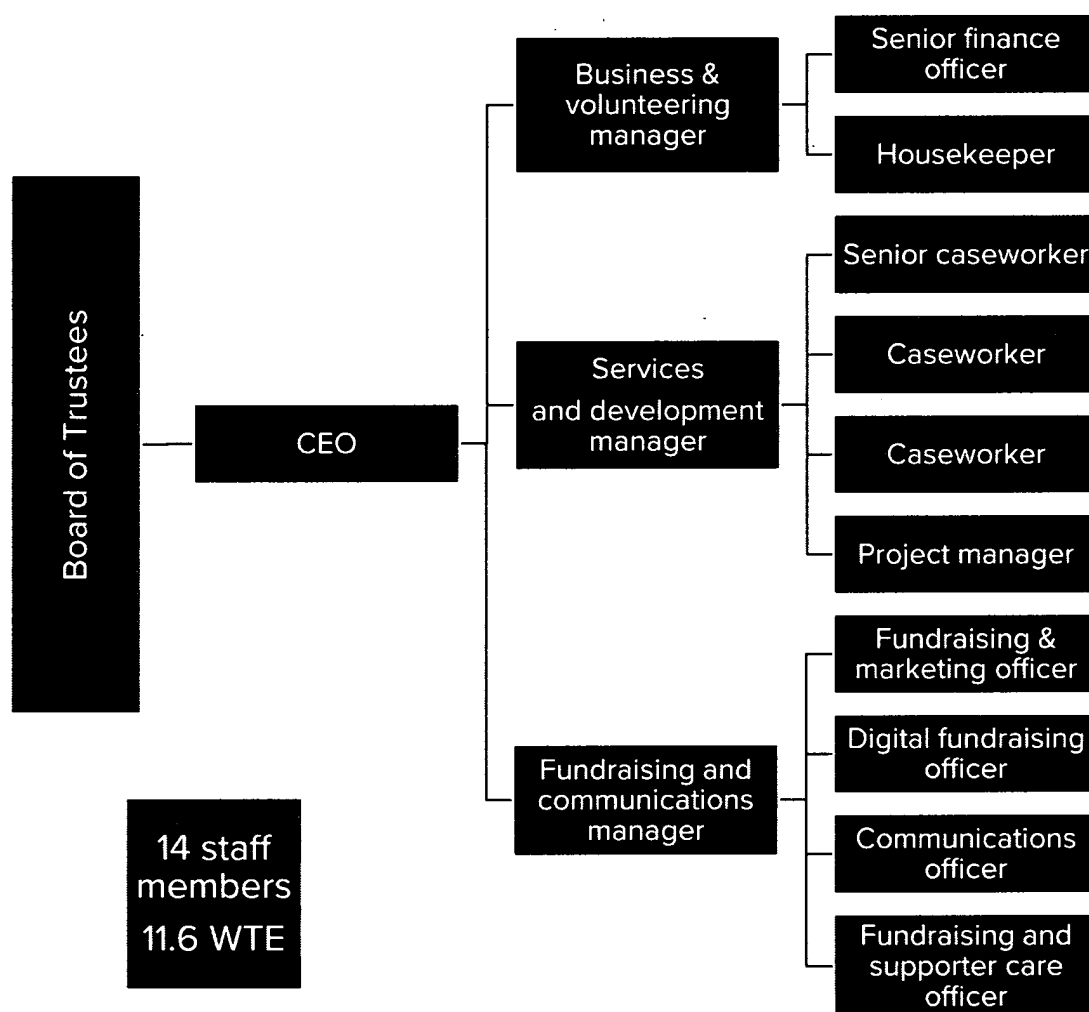 Board of Trustees
CEO
Business &
volunteering
manager
Senior finance
officer
Housekeeper
Services
and development
manager
Senior caseworker
Caseworker
Caseworker
Project manager
Fundraising and
communications
manager
Fundraising &
marketing officer
Digital fundraising
officer
Communications
officer
Fundraising and
supporter care
officer
14 staff
members
11.6 WTE